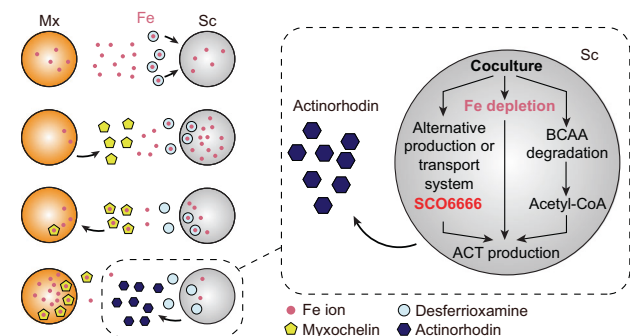 Mx
Fe
Sc
Actinorhodin
Sc
Coculture
Fe depletion
Alternative
production or
transport
system
SCO6666
BCAA
degradation
Acetyl-CoA
ACT production
Fe ion
Desferrioxamine
Myxochelin
Actinorhodin